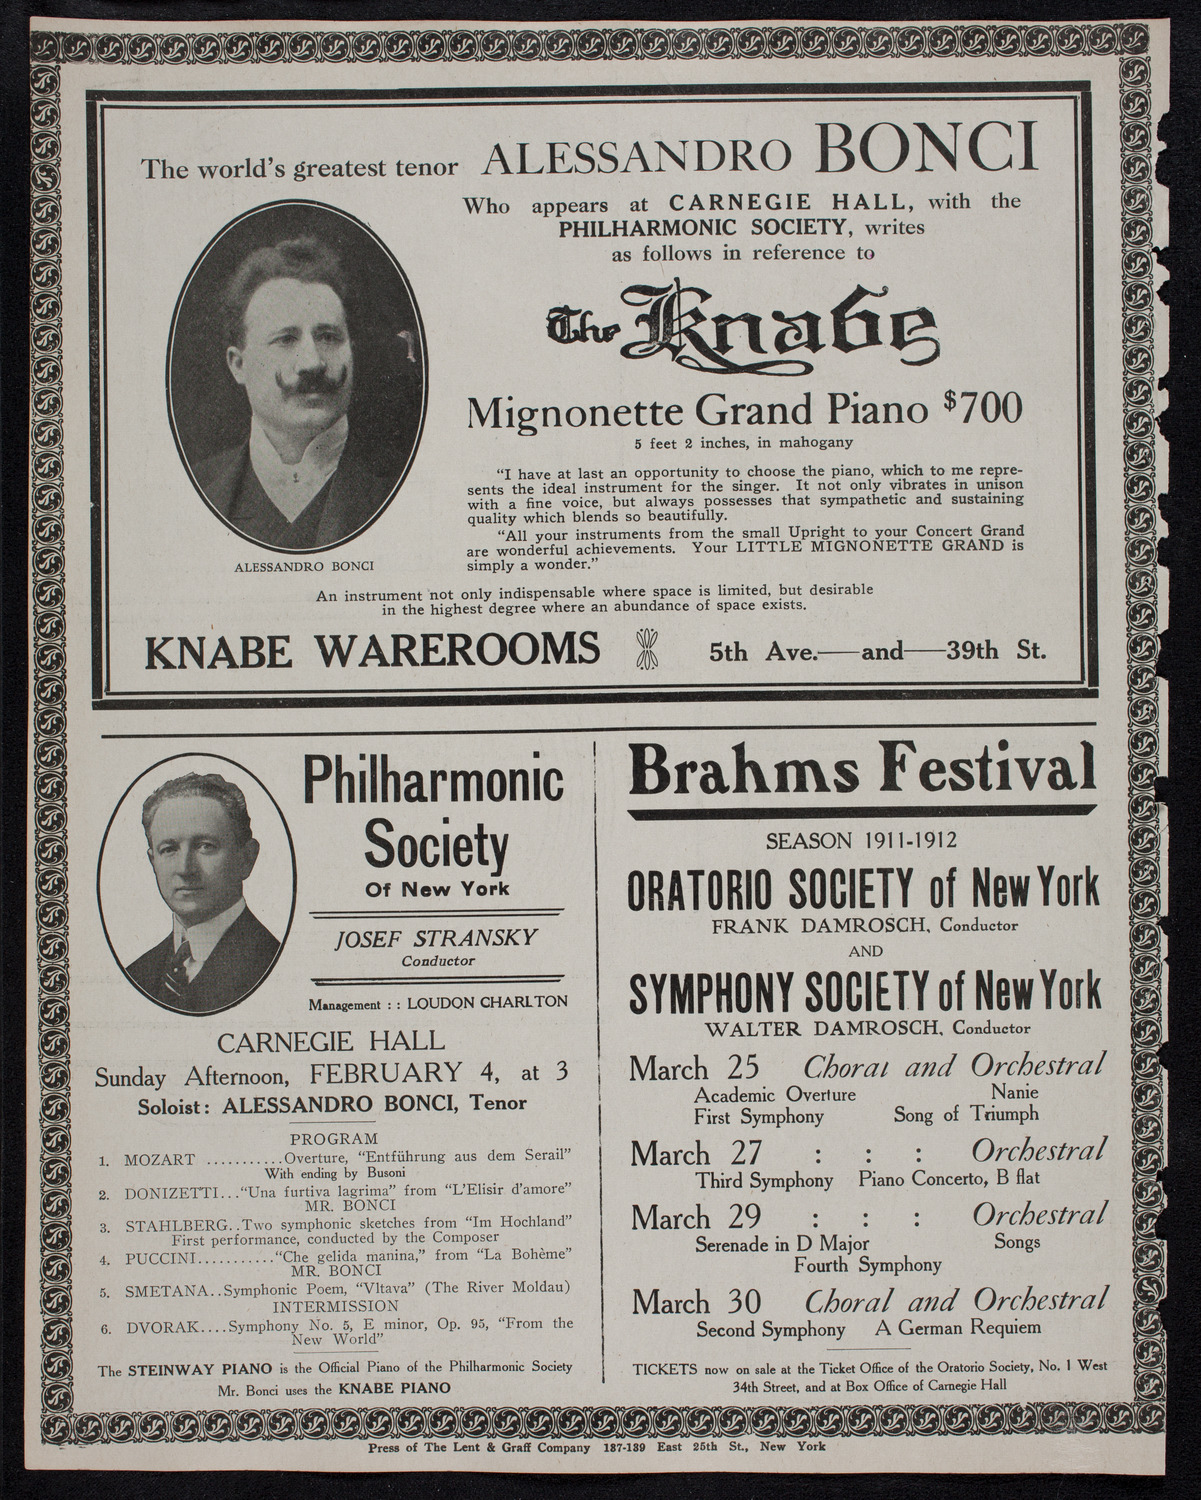 The world's greatest tenor ALESSANDRO BONCI
Who appears at CARNEGIE HALL, with the
PHILHARMONIC SOCIETY, writes
as follows in reference to
The Knabe
Mignonette Grand Piano $700
5 feet 2 inches, in mahogany
"I have at last an opportunity to choose the piano, which to me repre-
sents the ideal instrument for the singer. It not only vibrates in unison
with a fine voice, but always possesses that sympathetic and sustaining
quality which blends so beautifully.
"All your instruments from the small Upright to your Concert Grand
are wonderful achievements. Your LITTLE MIGNONETTE GRAND is
simply a wonder."
ALESSANDRO BONCI
An instrument not only indispensable where space is limited, but desirable
in the highest degree where an abundance of space exists.
KNABE WAREROOMS 5th Ave.—and—39th St.
Philharmonic
Society
Of New York
JOSEF STRANSKY
Conductor
Management : : LOUDON CHARLTON
CARNEGIE HALL
Sunday Afternoon, FEBRUARY 4, at 3
Soloist: ALESSANDRO BONCI, Tenor
PROGRAM
1. MOZART ...........Overture, "Entführung aus dem Serail"
With ending by Busoni
2. DONIZETTI..."Una furtiva lagrima" from "L'Elisir d'amore"
MR. BONCI
3. STAHLBERG..Two symphonic sketches from "Im Hochland"
First performance, conducted by the Composer
4. PUCCINI..........."Che gelida manina," from "La Bohème"
MR. BONCI
5. SMETANA..Symphonic Poem, "Vltava" (The River Moldau)
INTERMISSION
6. DVORAK....Symphony No. 5, E minor, Op. 95, "From the
New World"
The STEINWAY PIANO is the Official Piano of the Philharmonic Society
Mr. Bonci uses the KNABE PIANO
Brahms Festival
SEASON 1911-1912
ORATORIO SOCIETY of New York
FRANK DAMROSCH, Conductor
AND
SYMPHONY SOCIETY of New York
WALTER DAMROSCH, Conductor
March 25 Choral and Orchestral
Academic Overture Nanie
First Symphony Song of Triumph
March 27 : : : Orchestral
Third Symphony Piano Concerto, B flat
March 29 : : : Orchestral
Serenade in D Major Songs
Fourth Symphony
March 30 Choral and Orchestral
Second Symphony A German Requiem
TICKETS now on sale at the Ticket Office of the Oratorio Society, No. 1 West
34th Street, and at Box Office of Carnegie Hall
Press of The Lent & Graff Company 187-189 East 25th St., New York